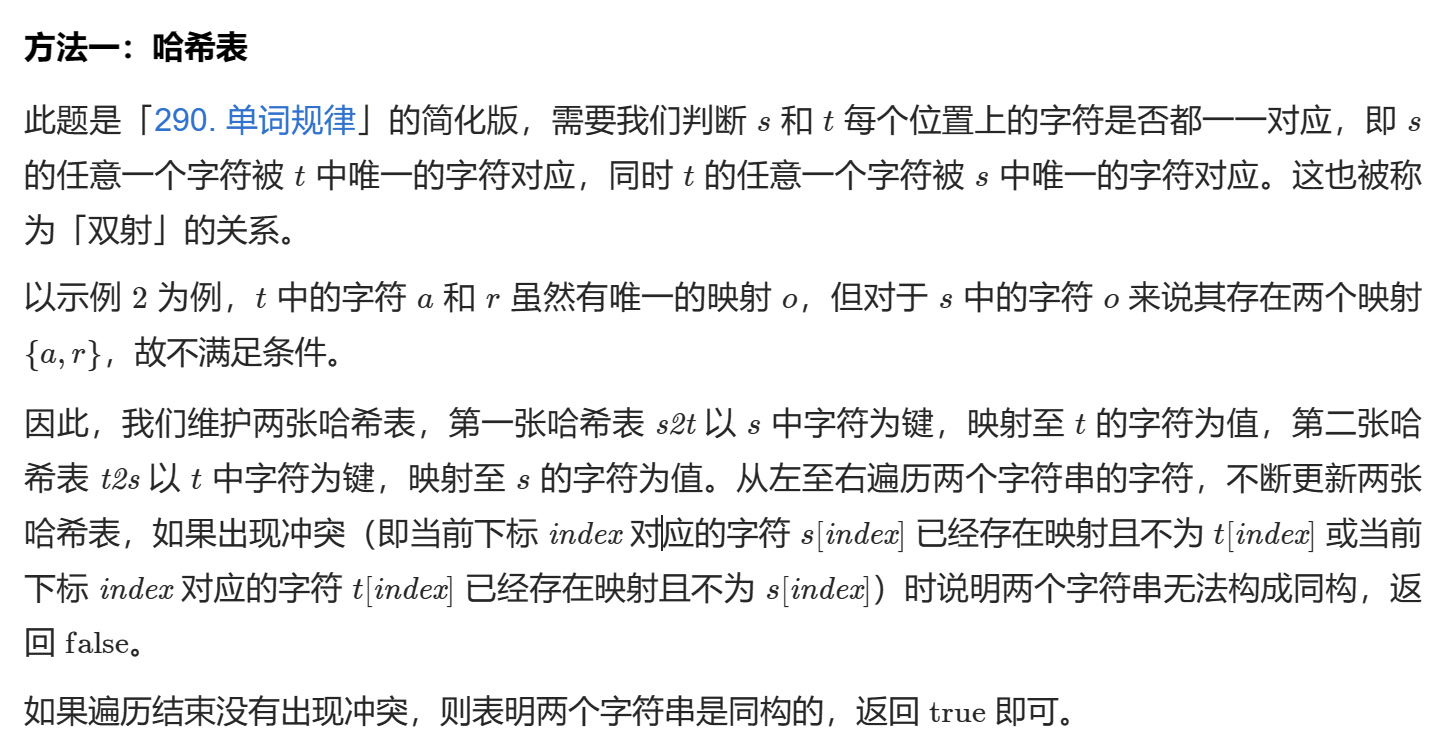 方法一：哈希表
此题是「290. 单词规律」的简化版，需要我们判断 s 和 t 每个位置上的字符是否都一一对应，即 s
的任意一个字符被 t 中唯一的字符对应，同时 t 的任意一个字符被 s 中唯一的字符对应。这也被称
为「双射」的关系。
以示例 2 为例，t 中的字符 a 和 r 虽然有唯一的映射 o，但对于 s 中的字符 o 来说其存在两个映射
{a, r}，故不满足条件。
因此，我们维护两张哈希表，第一张哈希表 s2t 以 s 中字符为键，映射至 t 的字符为值，第二张哈
希表 t2s 以 t 中字符为键，映射至 s 的字符为值。从左至右遍历两个字符串的字符，不断更新两张
哈希表，如果出现冲突（即当前下标 index 对应的字符 s[index] 已经存在映射且不为 t[index] 或当前
下标 index 对应的字符 t[index] 已经存在映射且不为 s[index]）时说明两个字符串无法构成同构，返
回 false。
如果遍历结束没有出现冲突，则表明两个字符串是同构的，返回 true 即可。